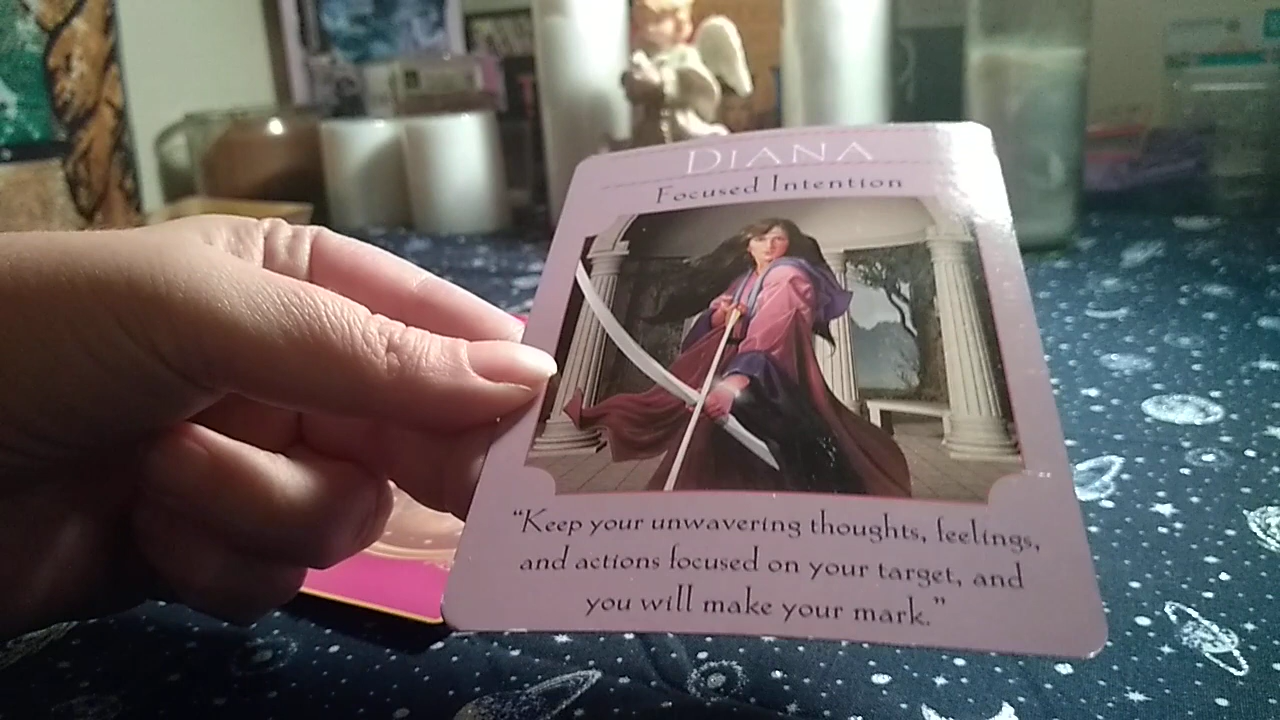 DIANA
Focused Intention
“Keep your unwavering thoughts, feelings,
and actions focused on your target, and
you will make your mark.”